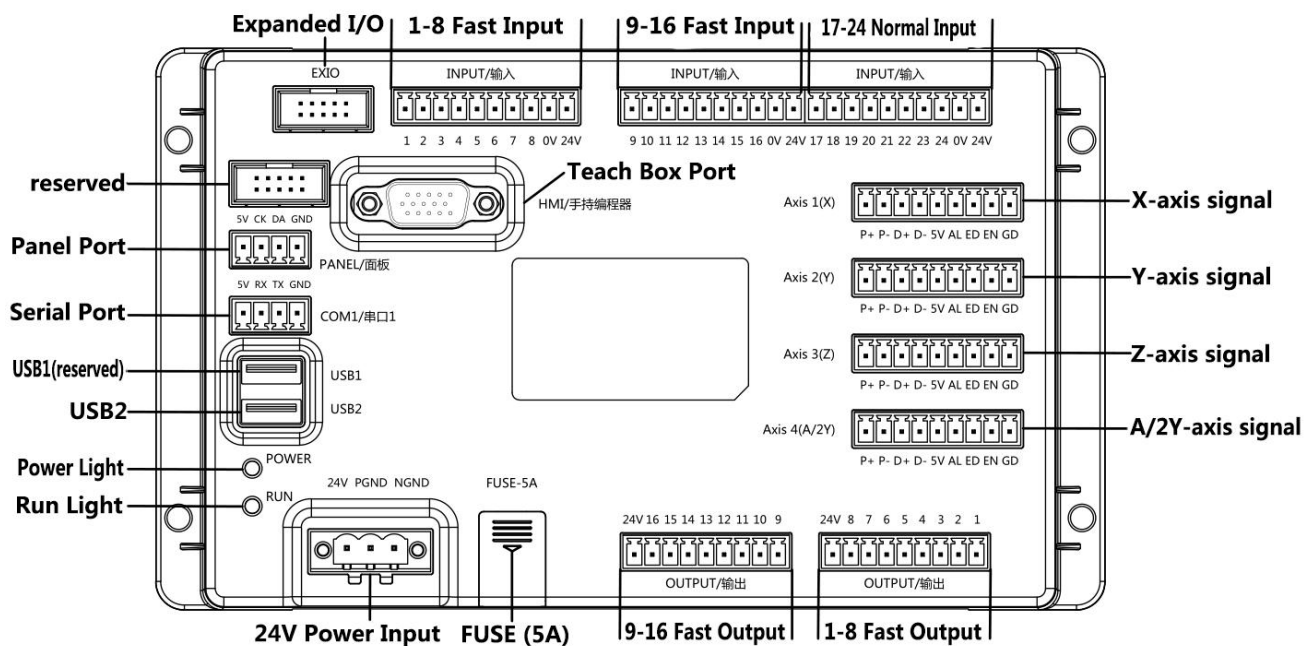 Expanded I/O
1-8 Fast Input
9-16 Fast Input
17-24 Normal Input
EXIO
INPUT/输入
INPUT/输入
INPUT/输入
1 2 3 4 5 6 7 8 0V 24V
9 10 11 12 13 14 15 16 0V 24V
17 18 19 20 21 22 23 24 0V 24V
reserved
Teach Box Port
HMI/手持编程器
5V CK DA GND
Panel Port
PANEL/面板
5V RX TX GND
Serial Port
COM1/串口1
USB1(reserved)
USB1
USB2
USB2
Power Light
POWER
Run Light
RUN
Axis 1(X)
X-axis signal
P+ P- D+ D- 5V AL ED EN GD
Axis 2(Y)
Y-axis signal
P+ P- D+ D- 5V AL ED EN GD
Axis 3(Z)
Z-axis signal
P+ P- D+ D- 5V AL ED EN GD
Axis 4(A/2Y)
A/2Y-axis signal
P+ P- D+ D- 5V AL ED EN GD
24V PGND NGND
FUSE-5A
24V 16 15 14 13 12 11 10 9
24V 8 7 6 5 4 3 2 1
OUTPUT/输出
OUTPUT/输出
24V Power Input
FUSE (5A)
9-16 Fast Output
1-8 Fast Output